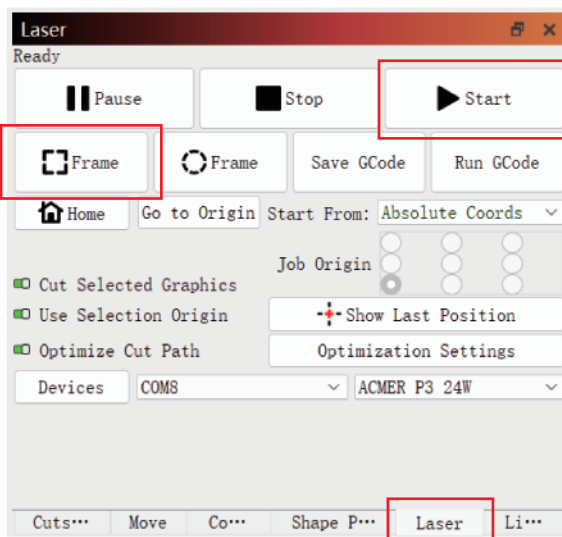 Laser
Ready
Pause Stop Start
Frame Frame Save GCode Run GCode
Home Go to Origin Start From: Absolute Coords
Job Origin
Cut Selected Graphics
Use Selection Origin Show Last Position
Optimize Cut Path Optimization Settings
Devices COM8 ACMER P3 24W
Cuts··· Move Co··· Shape P··· Laser Li···